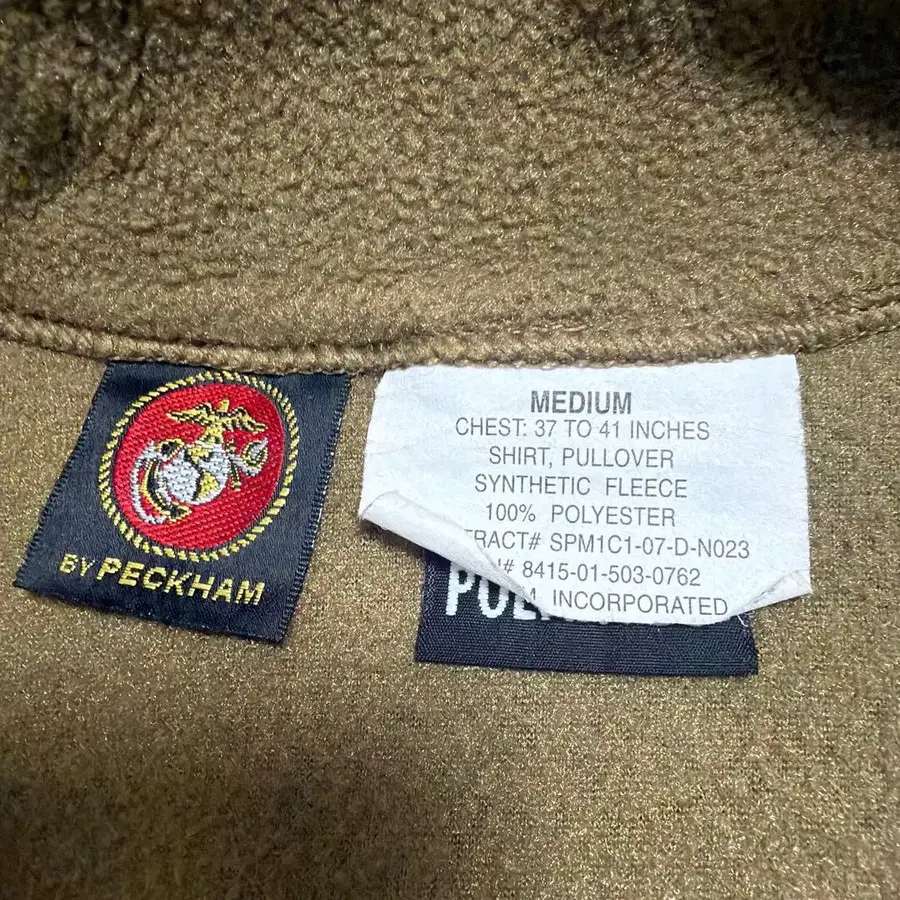 BY PECKHAM
MEDIUM
CHEST: 37 TO 41 INCHES
SHIRT, PULLOVER
SYNTHETIC FLEECE
100% POLYESTER
RACT# SPM1C1-07-D-N023
# 8415-01-503-0762
INCORPORATED